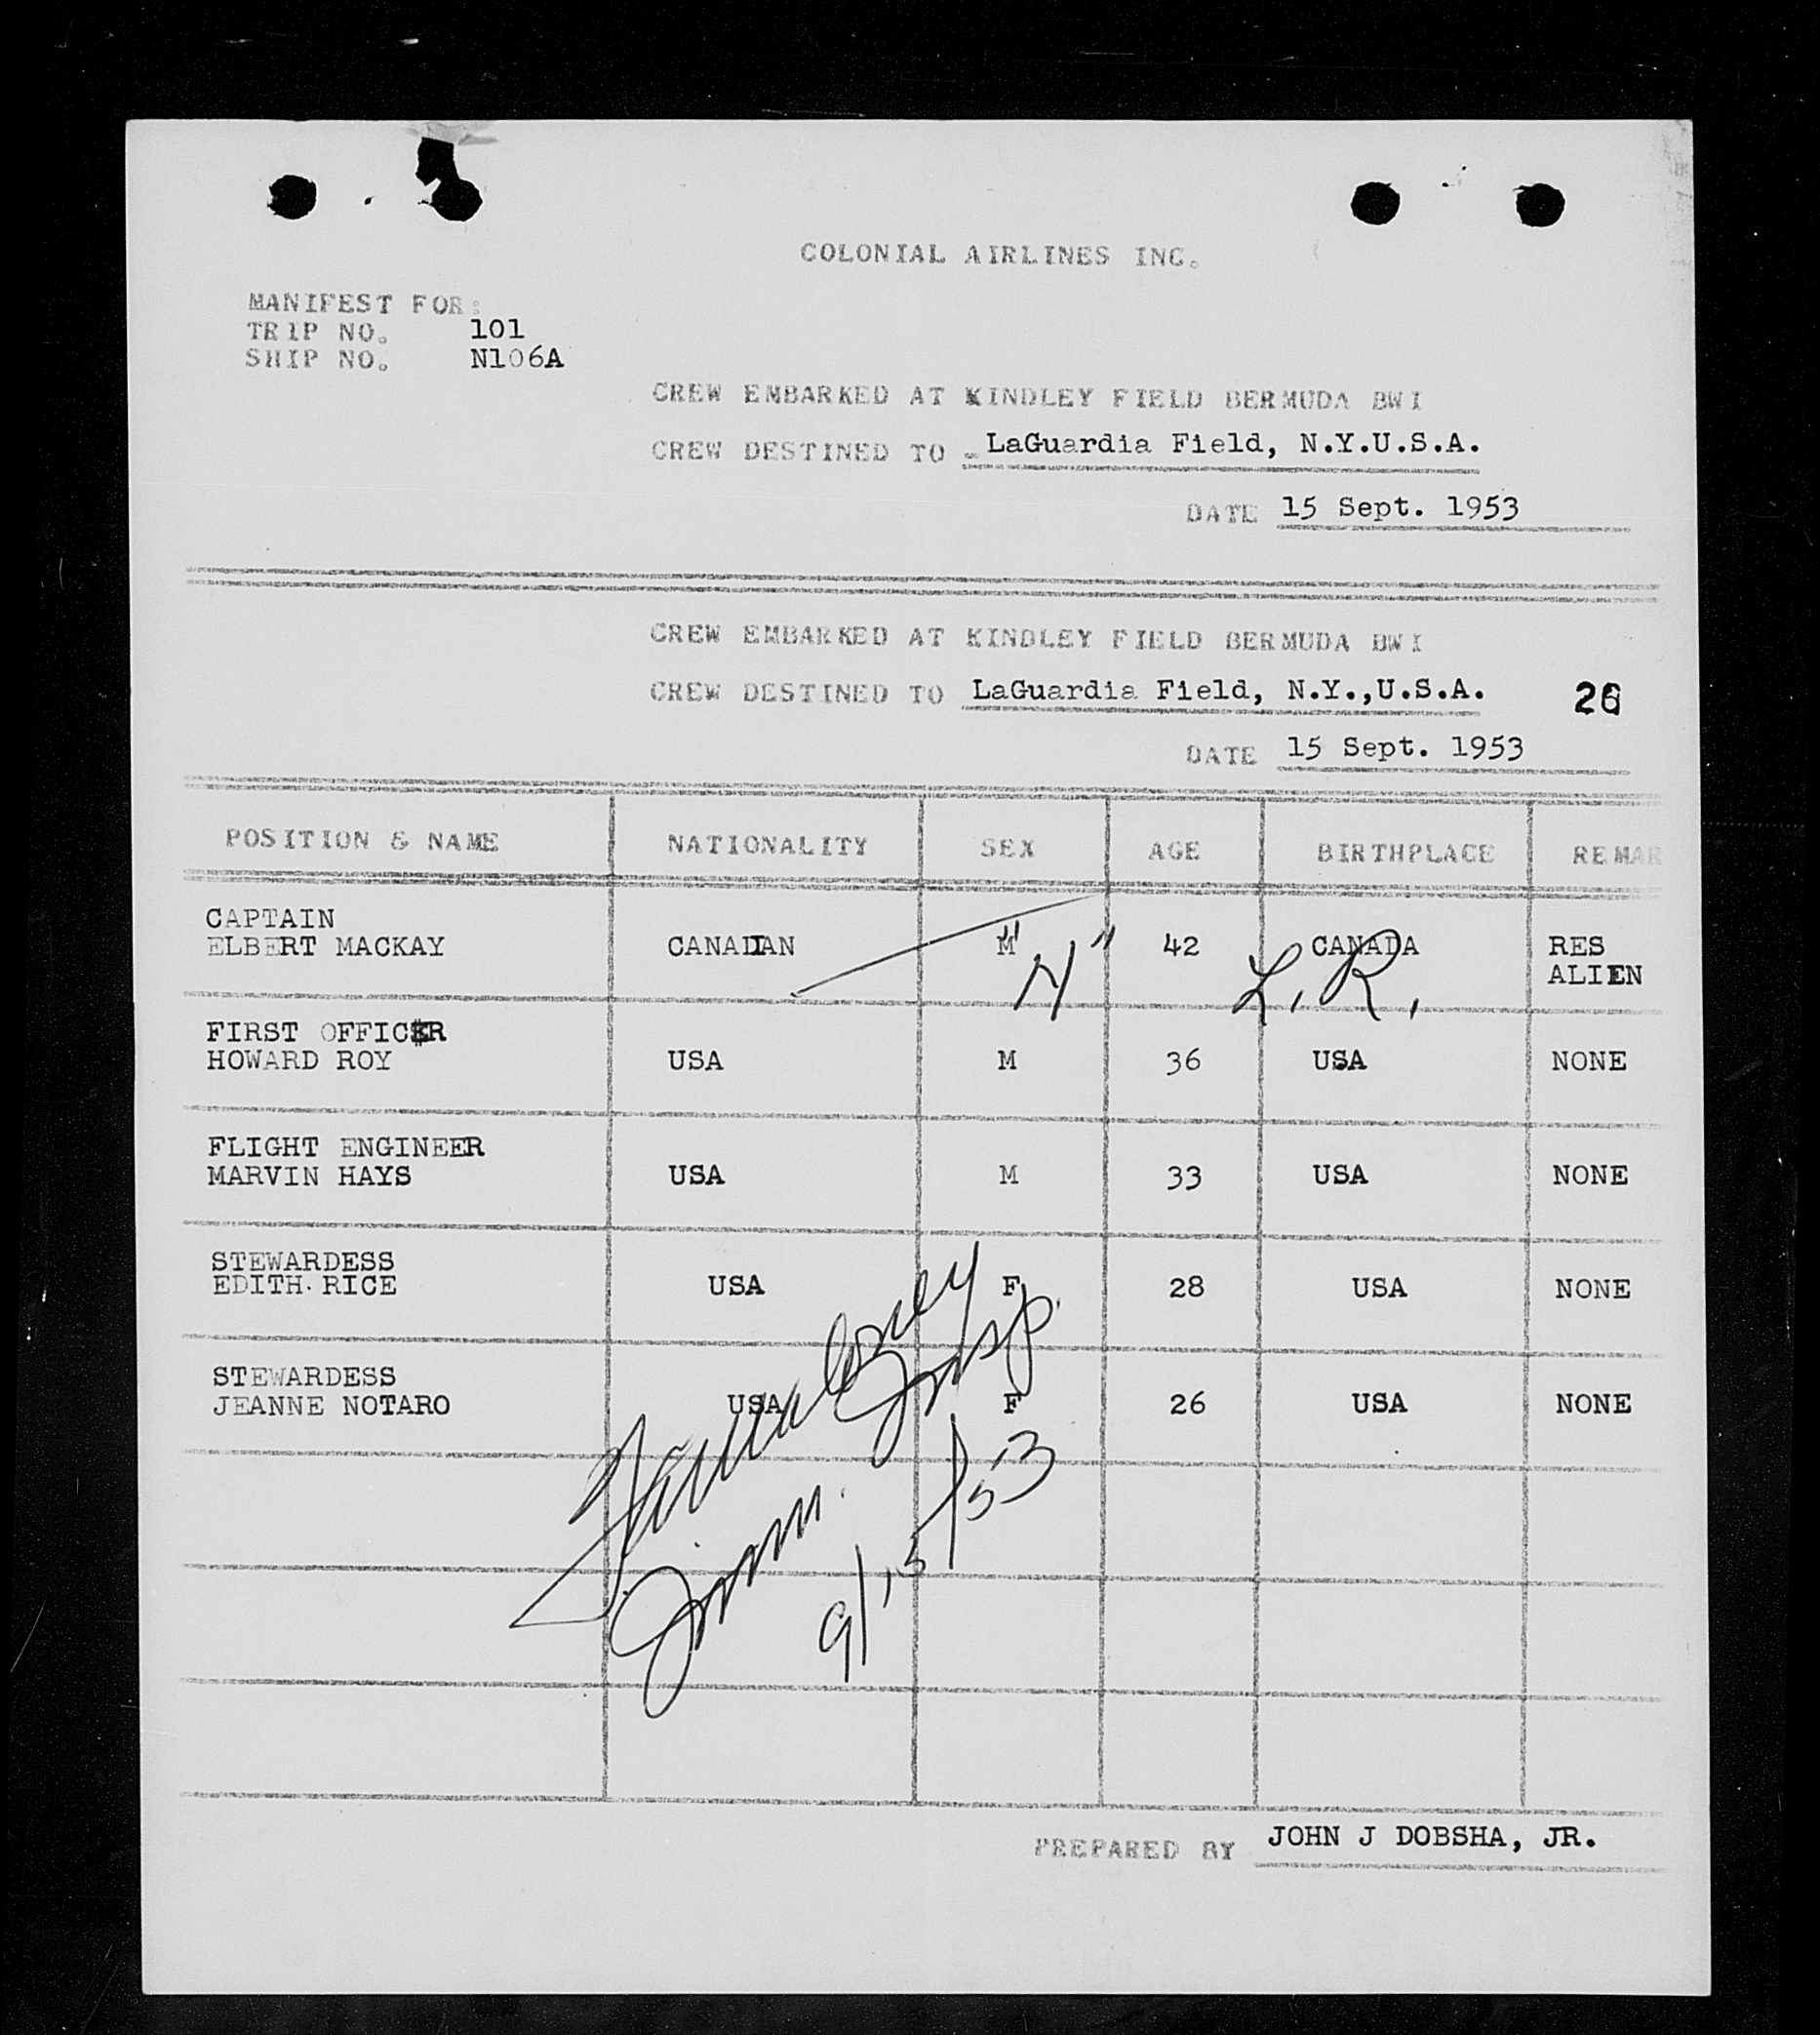 COLONIAL AIRLINES INC.
MANIFEST FOR:
TRIP NO. 101
SHIP NO. N106A
CREW EMBARKED AT KINDLEY FIELD BERMUDA BWI
CREW DESTINED TO - LaGuardia Field, N.Y.U.S.A.
DATE 15 Sept. 1953
CREW EMBARKED AT KINDLEY FIELD BERMUDA BWI
CREW DESTINED TO LaGuardia Field, N.Y.,U.S.A. 26
DATE 15 Sept. 1953
POSITION & NAME NATIONALITY SEX AGE BIRTHPLACE REMAR
CAPTAIN
ELBERT MACKAY CANADIAN M 42 CANADA RES
ALIEN
L. R.
FIRST OFFICER
HOWARD ROY USA M 36 USA NONE
FLIGHT ENGINEER
MARVIN HAYS USA M 33 USA NONE
STEWARDESS
EDITH RICE USA F 28 USA NONE
STEWARDESS
JEANNE NOTARO USA F 26 USA NONE
9/15/53
PREPARED BY JOHN J DOBSHA, JR.